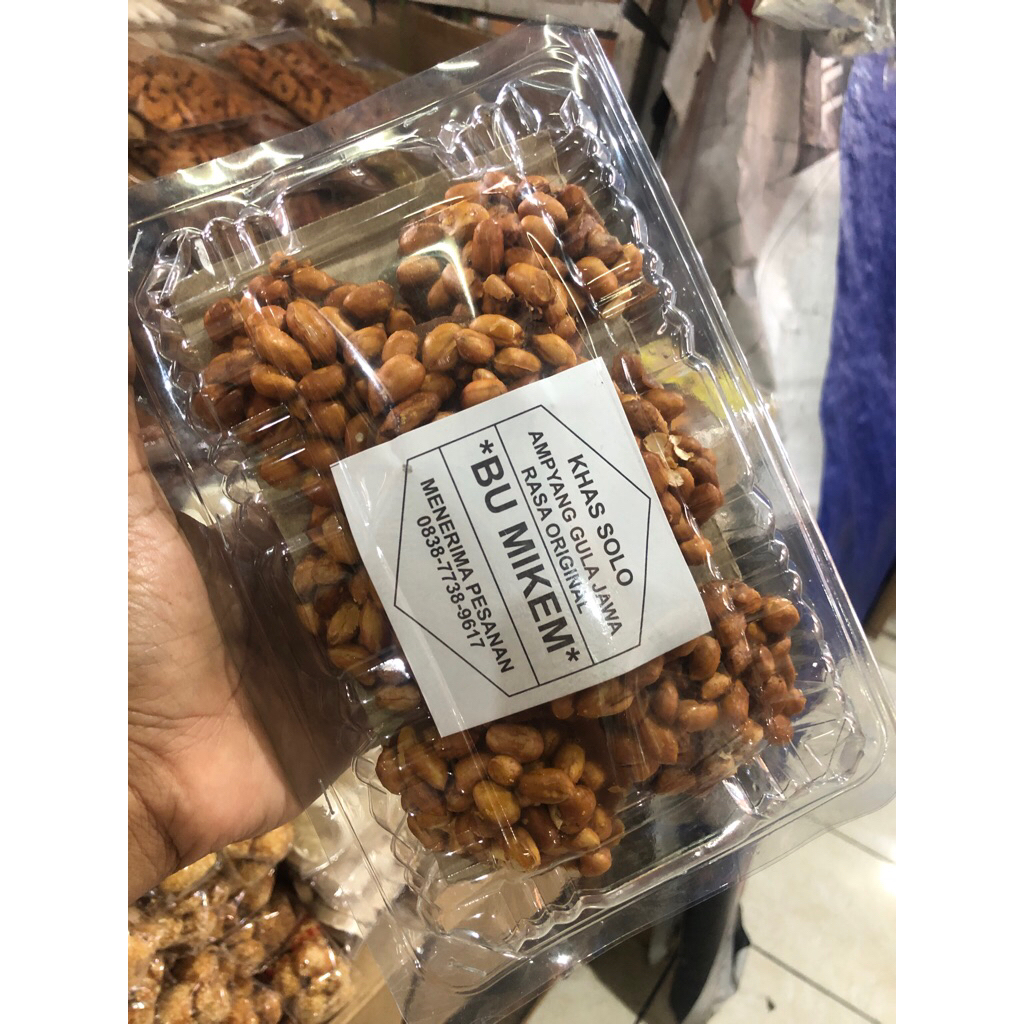 KHAS SOLO
AMPYANG GULA JAWA
RASA ORIGINAL
*BU MIKEM*
MENERIMA PESANAN
0838-7738-9617